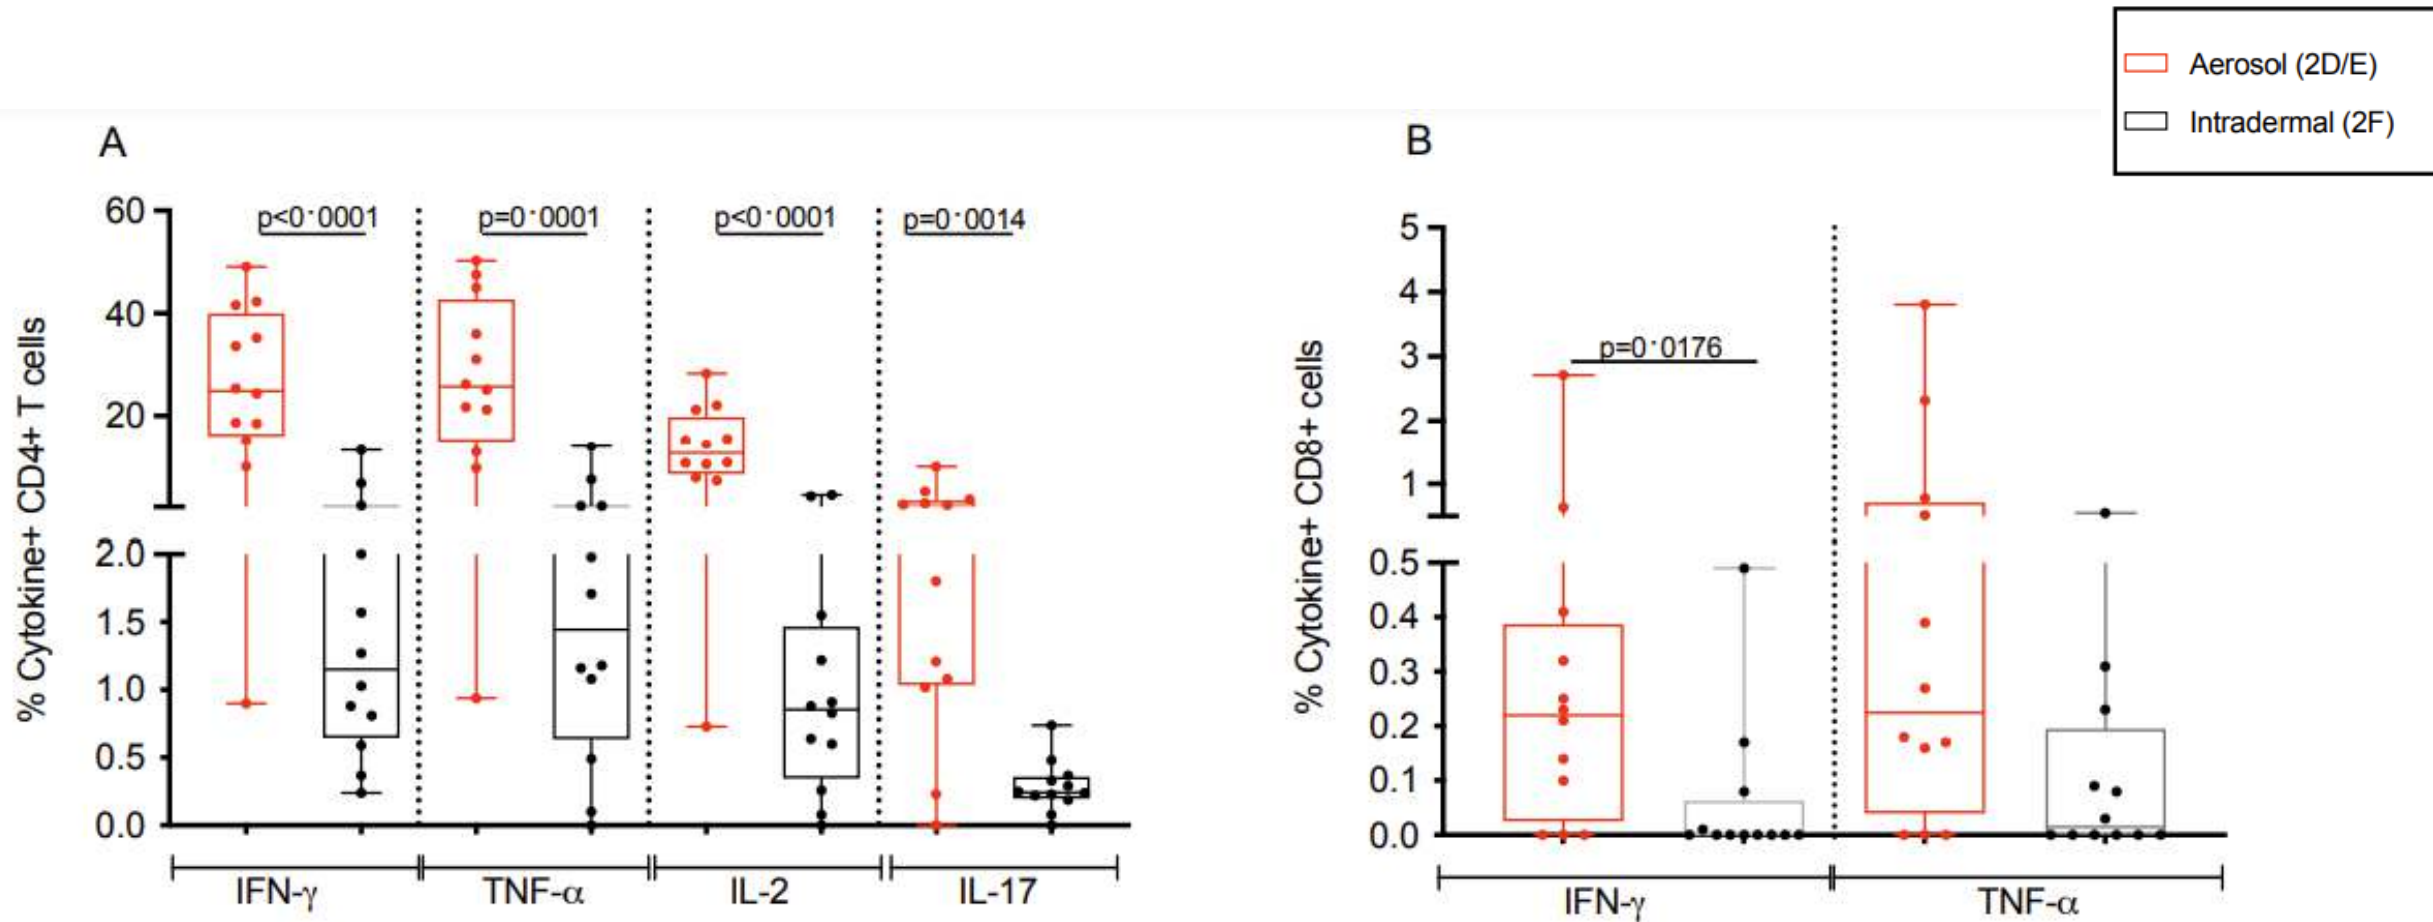 Aerosol (2D/E)
Intradermal (2F)
A
% Cytokine+ CD4+ T cells
60
40
20
2.0
1.5
1.0
0.5
0.0
p<0·0001
p=0·0001
p<0·0001
p=0·0014
IFN-γ
TNF-α
IL-2
IL-17
B
% Cytokine+ CD8+ cells
5
4
3
2
1
0.5
0.4
0.3
0.2
0.1
0.0
p=0·0176
IFN-γ
TNF-α